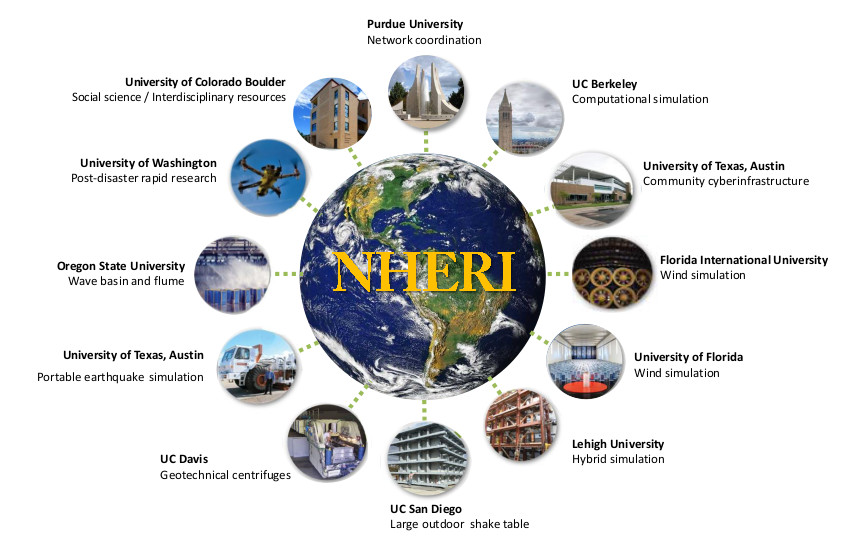 Purdue University
Network coordination
University of Colorado Boulder
Social science / Interdisciplinary resources
UC Berkeley
Computational simulation
University of Washington
Post-disaster rapid research
University of Texas, Austin
Community cyberinfrastructure
NHERI
Oregon State University
Wave basin and flume
Florida International University
Wind simulation
University of Texas, Austin
Portable earthquake simulation
University of Florida
Wind simulation
UC Davis
Geotechnical centrifuges
Lehigh University
Hybrid simulation
UC San Diego
Large outdoor shake table